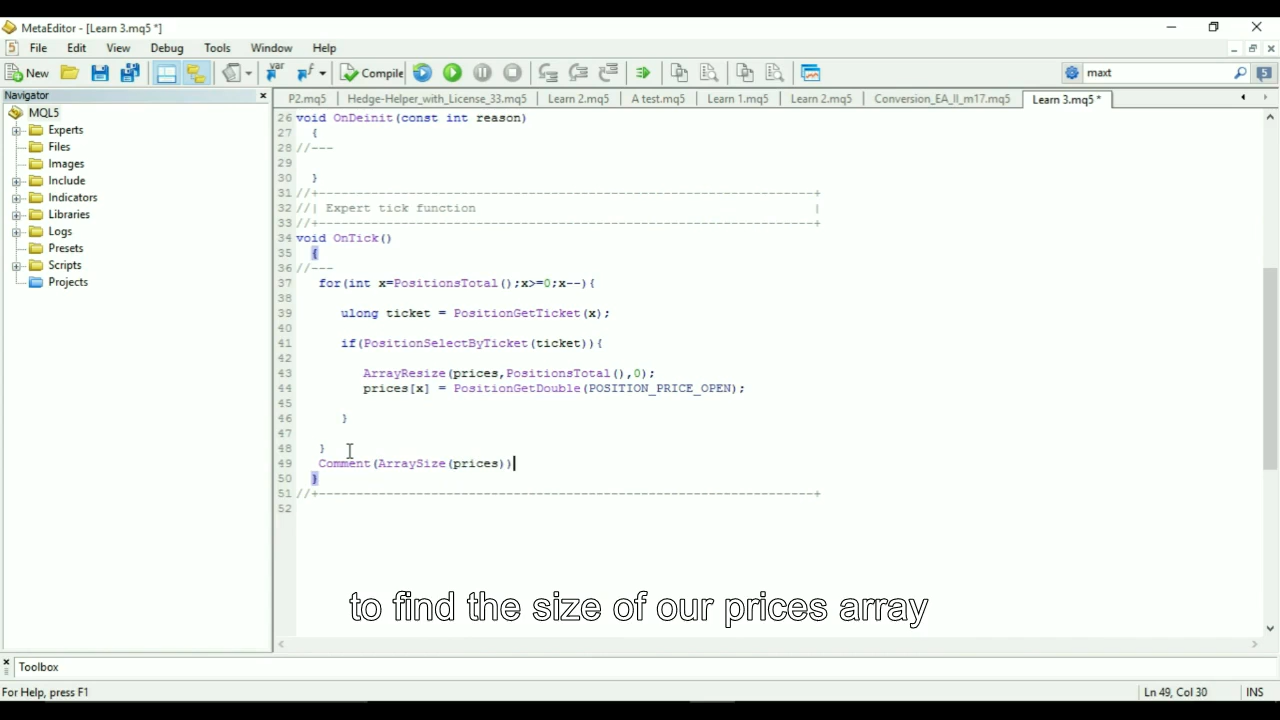 MetaEditor - [Learn 3.mq5 *]
File Edit View Debug Tools Window Help
New Compile maxt
Navigator
P2.mq5 Hedge-Helper_with_License_33.mq5 Learn 2.mq5 A test.mq5 Learn 1.mq5 Learn 2.mq5 Conversion_EA_II_m17.mq5 Learn 3.mq5 *
MQL5
Experts
Files
Images
Include
Indicators
Libraries
Logs
Presets
Scripts
Projects
26 void OnDeinit(const int reason)
27 {
28 //---
29
30 }
31 //+------------------------------------------------------------------+
32 //| Expert tick function |
33 //+------------------------------------------------------------------+
34 void OnTick()
35 {
36 //---
37 for(int x=PositionsTotal();x>=0;x--){
38
39 ulong ticket = PositionGetTicket(x);
40
41 if(PositionSelectByTicket(ticket)){
42
43 ArrayResize(prices,PositionsTotal(),0);
44 prices[x] = PositionGetDouble(POSITION_PRICE_OPEN);
45
46 }
47
48 }
49 Comment(ArraySize(prices))
50 }
51 //+------------------------------------------------------------------+
52
to find the size of our prices array
Toolbox
For Help, press F1 Ln 49, Col 30 INS